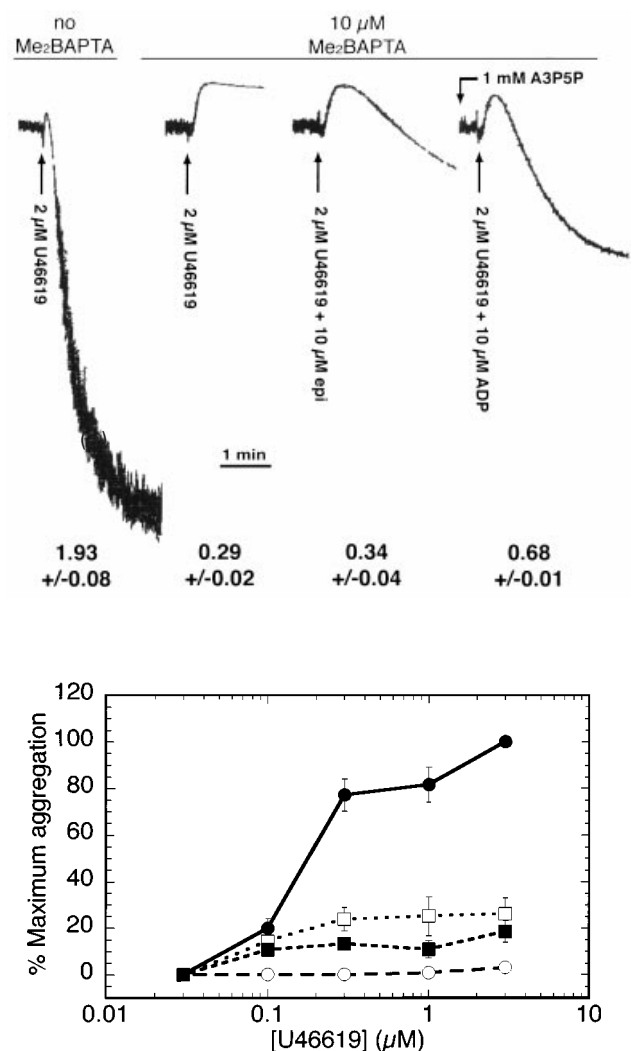 no
Me₂BAPTA
10 µM
Me₂BAPTA
1 mM A3P5P
2 µM U46619
2 µM U46619
2 µM U46619 + 10 µM epi
2 µM U46619 + 10 µM ADP
1 min
1.93
+/-0.08
0.29
+/-0.02
0.34
+/-0.04
0.68
+/-0.01
% Maximum aggregation
120
100
80
60
40
20
0
0.01
0.1
1
10
[U46619] (µM)